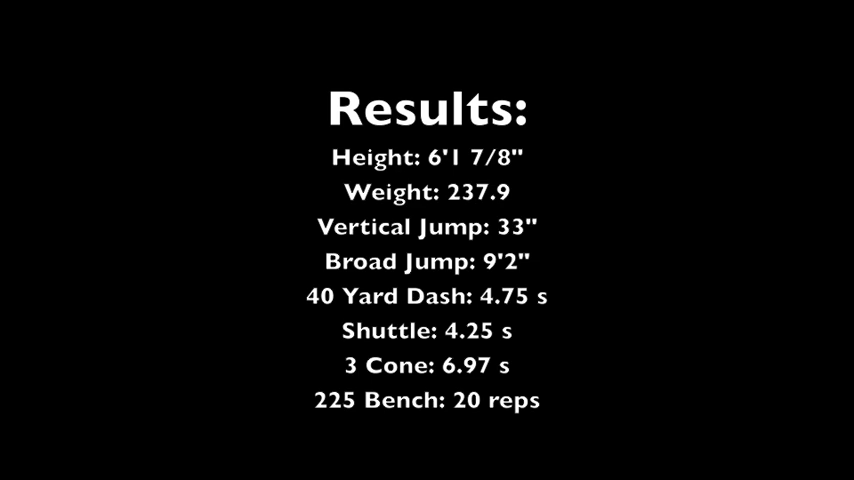 Results:
Height: 6'1 7/8"
Weight: 237.9
Vertical Jump: 33"
Broad Jump: 9'2"
40 Yard Dash: 4.75 s
Shuttle: 4.25 s
3 Cone: 6.97 s
225 Bench: 20 reps